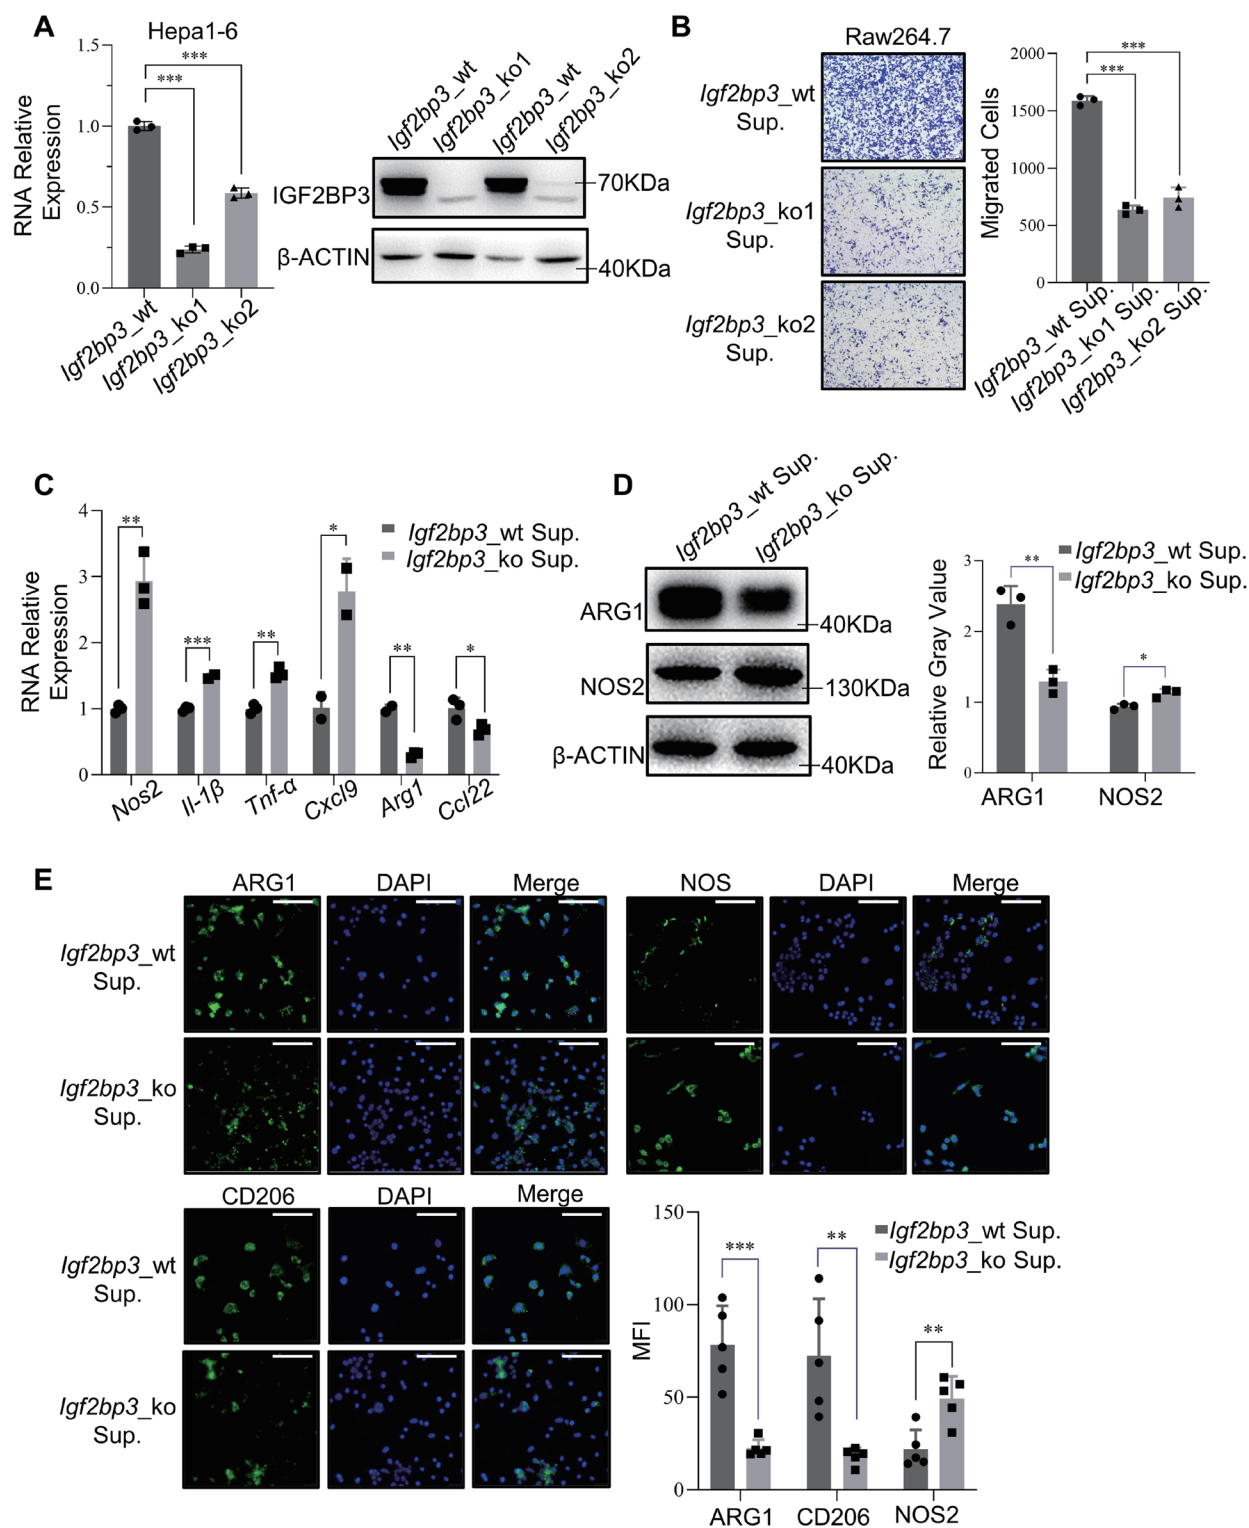 A
Hepa1-6
RNA Relative
Expression
1.5
1.0
0.5
0.0
***
***
Igf2bp3_wt
Igf2bp3_ko1
Igf2bp3_ko2
Igf2bp3_wt
Igf2bp3_ko1
Igf2bp3_wt
Igf2bp3_ko2
IGF2BP3
70KDa
β-ACTIN
40KDa
B
Raw264.7
Igf2bp3_wt
Sup.
Igf2bp3_ko1
Sup.
Igf2bp3_ko2
Sup.
Migrated Cells
2000
1500
1000
500
0
***
***
Igf2bp3_wt Sup.
Igf2bp3_ko1 Sup.
Igf2bp3_ko2 Sup.
C
RNA Relative
Expression
4
3
2
1
0
**
***
**
*
**
*
Igf2bp3_wt Sup.
Igf2bp3_ko Sup.
Nos2
Il-1β
Tnf-α
Cxcl9
Arg1
Ccl22
D
Igf2bp3_wt Sup.
Igf2bp3_ko Sup.
ARG1
40KDa
NOS2
130KDa
β-ACTIN
40KDa
Relative Gray Value
3
2
1
0
**
*
Igf2bp3_wt Sup.
Igf2bp3_ko Sup.
ARG1
NOS2
E
ARG1
DAPI
Merge
NOS
DAPI
Merge
Igf2bp3_wt
Sup.
Igf2bp3_ko
Sup.
CD206
DAPI
Merge
Igf2bp3_wt
Sup.
Igf2bp3_ko
Sup.
MFI
150
100
50
0
***
**
**
Igf2bp3_wt Sup.
Igf2bp3_ko Sup.
ARG1
CD206
NOS2